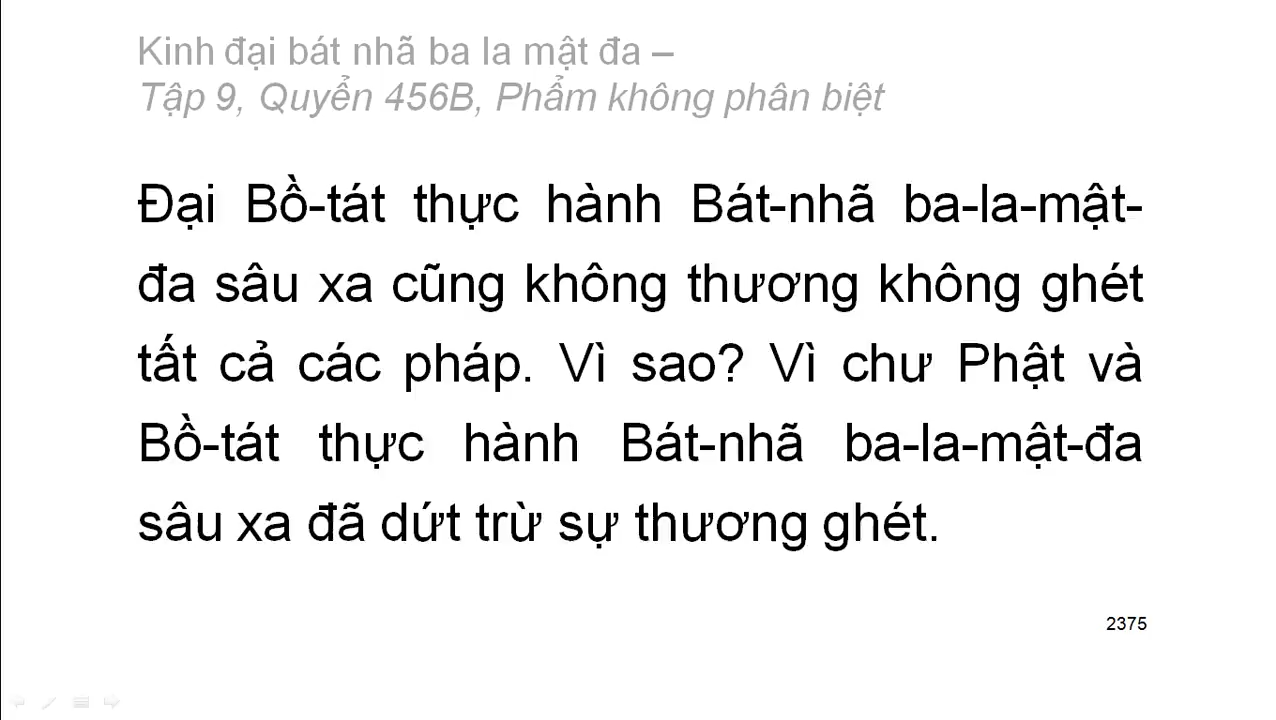 Kinh đại bát nhã ba la mật đa –
Tập 9, Quyển 456B, Phẩm không phân biệt
Đại Bồ-tát thực hành Bát-nhã ba-la-mật-
đa sâu xa cũng không thương không ghét
tất cả các pháp. Vì sao? Vì chư Phật và
Bồ-tát thực hành Bát-nhã ba-la-mật-đa
sâu xa đã dứt trừ sự thương ghét.
2375